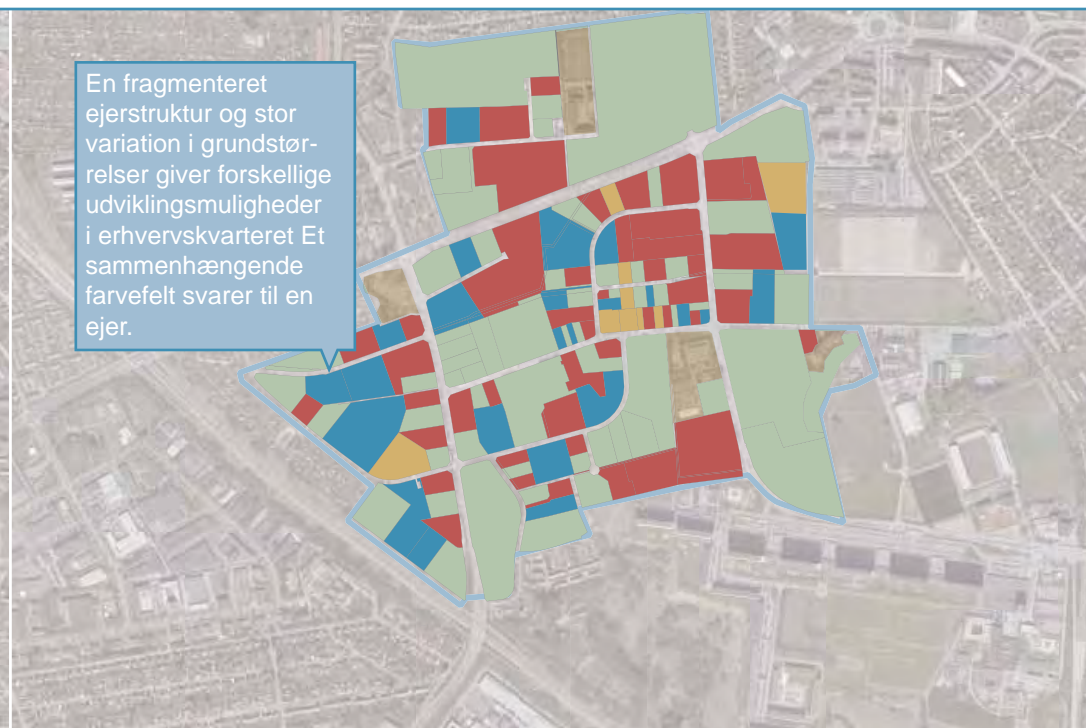 En fragmenteret
ejerstruktur og stor
variation i grundstør-
relser giver forskellige
udviklingsmuligheder
i erhvervskvarteret Et
sammenhængende
farvefelt svarer til en
ejer.